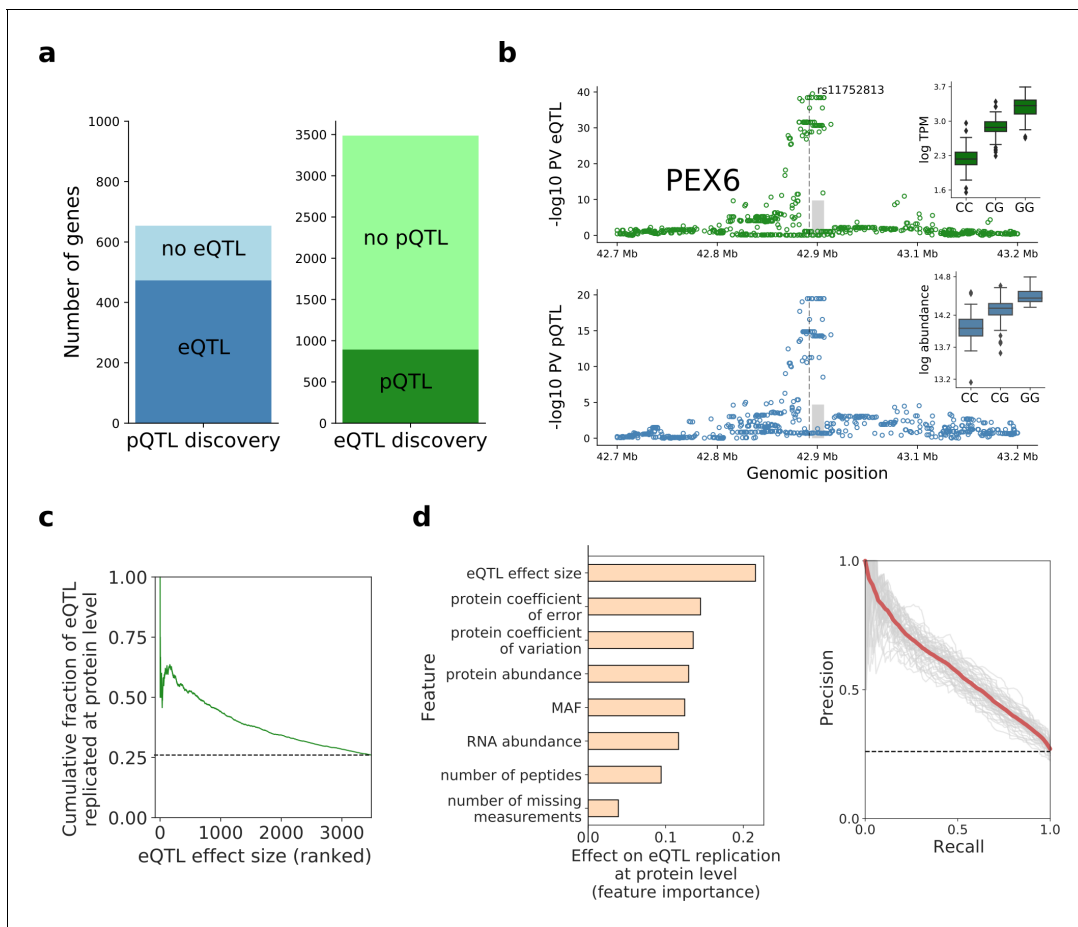 a
Number of genes
1000
800
600
400
200
0
no eQTL
eQTL
pQTL discovery
3500
3000
2500
2000
1500
1000
500
0
no pQTL
pQTL
eQTL discovery
b
-log10 PV eQTL
40
30
20
10
0
rs11752813
PEX6
42.7 Mb 42.8 Mb 42.9 Mb 43.1 Mb 43.2 Mb
log TPM
3.7
3.0
2.3
1.6
CC CG GG
-log10 PV pQTL
20
15
10
5
0
42.7 Mb 42.8 Mb 42.9 Mb 43.1 Mb 43.2 Mb
Genomic position
log abundance
14.8
14.2
13.7
13.2
CC CG GG
c
Cumulative fraction of eQTL
replicated at protein level
1.00
0.75
0.50
0.25
0.00
0 1000 2000 3000
eQTL effect size (ranked)
d
Feature
eQTL effect size
protein coefficient
of error
protein coefficient
of variation
protein abundance
MAF
RNA abundance
number of peptides
number of missing
measurements
0.0 0.1 0.2
Effect on eQTL replication
at protein level
(feature importance)
Precision
1.0
0.5
0.0
0.0 0.5 1.0
Recall